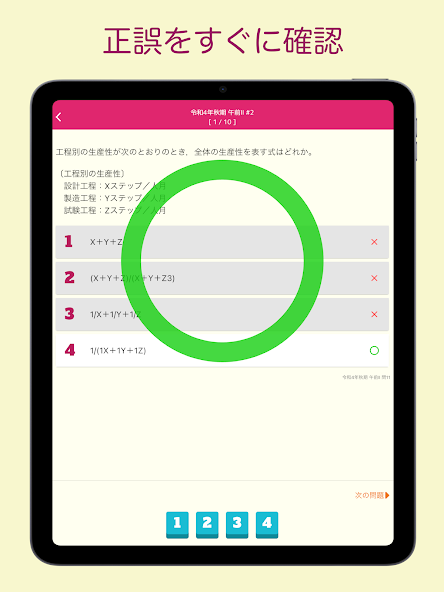 正誤をすぐに確認
令和4年秋期 午前II #2
[ 1 / 10 ]
工程別の生産性が次のとおりのとき，全体の生産性を表す式はどれか。
（工程別の生産性）
設計工程：Xステップ／人月
製造工程：Yステップ／人月
試験工程：Zステップ／人月
1 X＋Y＋Z ×
2 (X＋Y＋Z)/(X＋Y＋Z3) ×
3 1/X＋1/Y＋1/Z ×
4 1/(1X＋1Y＋1Z)
令和4年秋期 午前II
次の問題
1 2 3 4